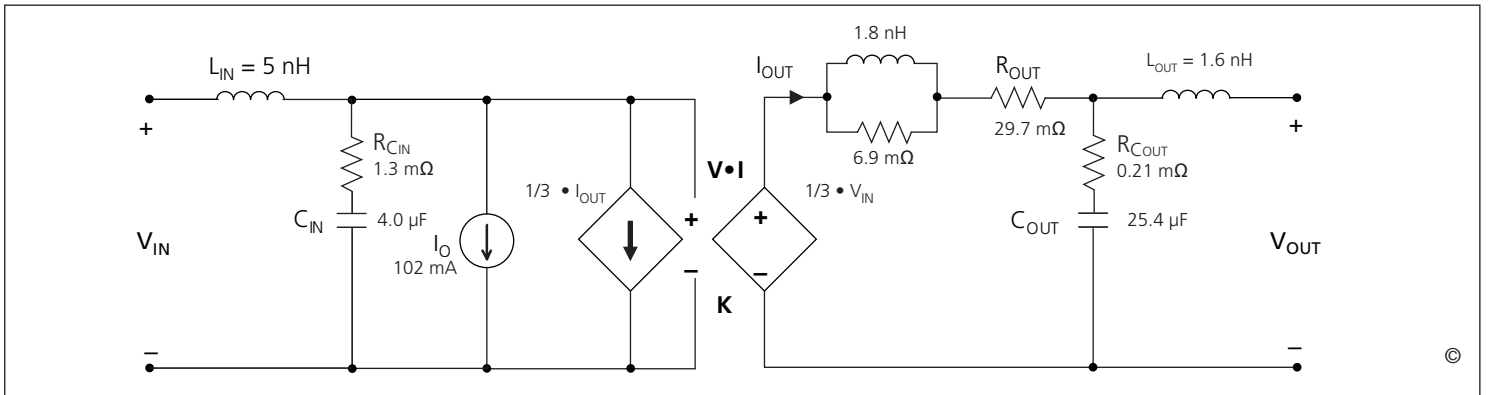 L_IN = 5 nH
+
–
V_IN
R_CIN
1.3 mΩ
C_IN
4.0 µF
I_O
102 mA
1/3 • I_OUT
+
–
V•I
K
1/3 • V_IN
+
–
I_OUT
1.8 nH
6.9 mΩ
R_OUT
29.7 mΩ
L_OUT = 1.6 nH
R_COUT
0.21 mΩ
C_OUT
25.4 µF
+
–
V_OUT
©